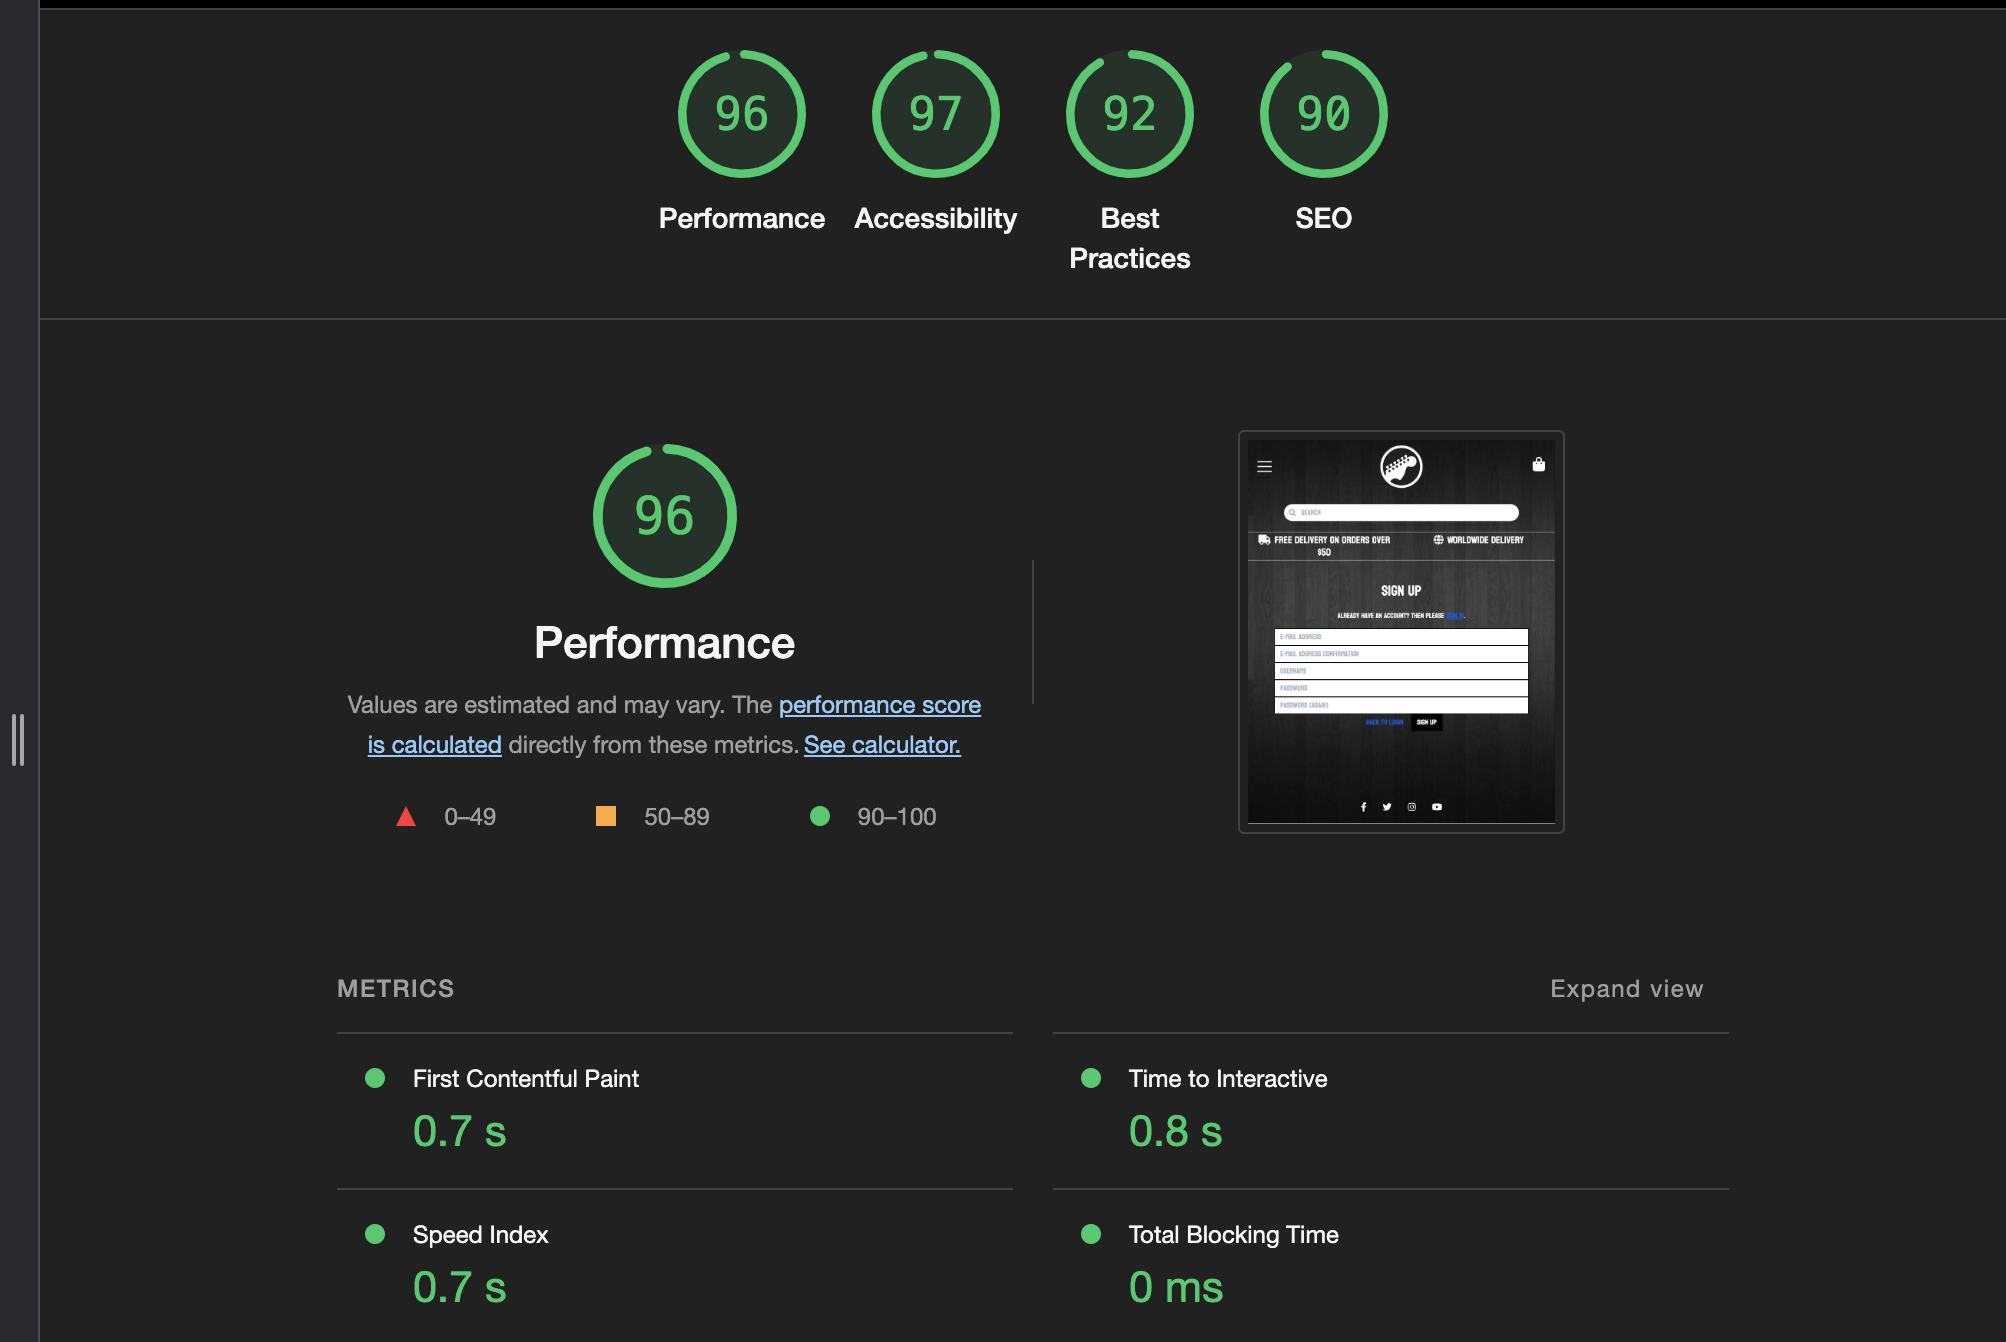 96
97
92
90
Performance
Accessibility
Best
Practices
SEO
96
Performance
Values are estimated and may vary. The performance score
is calculated directly from these metrics. See calculator.
0–49
50–89
90–100
SEARCH
FREE DELIVERY ON ORDERS OVER
$50
WORLDWIDE DELIVERY
SIGN UP
ALREADY HAVE AN ACCOUNT? THEN PLEASE SIGN IN.
E-MAIL ADDRESS
E-MAIL ADDRESS CONFIRMATION
USERNAME
PASSWORD
PASSWORD (AGAIN)
BACK TO LOGIN
SIGN UP
METRICS
Expand view
First Contentful Paint
0.7 s
Time to Interactive
0.8 s
Speed Index
0.7 s
Total Blocking Time
0 ms